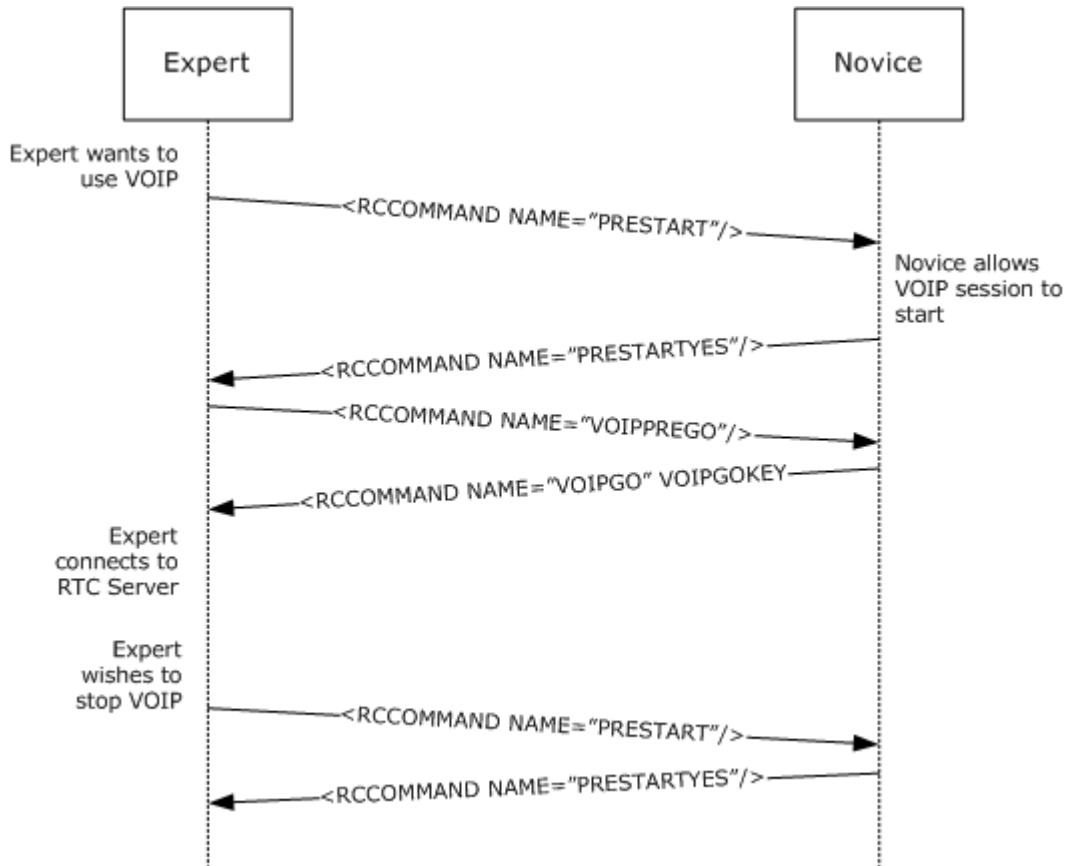 Expert
Novice
Expert wants to
use VOIP
<RCCOMMAND NAME="PRESTART"/>
Novice allows
VOIP session to
start
<RCCOMMAND NAME="PRESTARTYES"/>
<RCCOMMAND NAME="VOIPPREGO"/>
<RCCOMMAND NAME="VOIPGO" VOIPGOKEY
Expert
connects to
RTC Server
Expert
wishes to
stop VOIP
<RCCOMMAND NAME="PRESTART"/>
<RCCOMMAND NAME="PRESTARTYES"/>